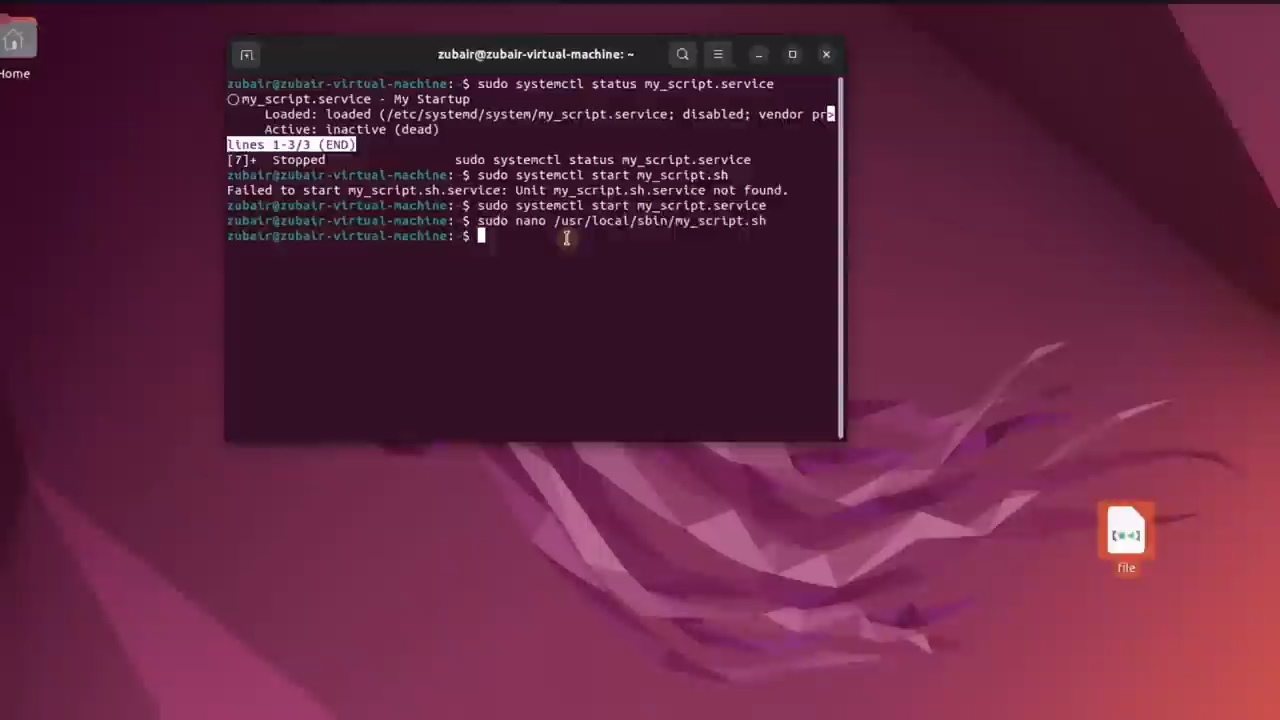 Home
zubair@zubair-virtual-machine: ~
zubair@zubair-virtual-machine:~$ sudo systemctl status my_script.service
○my_script.service - My Startup
Loaded: loaded (/etc/systemd/system/my_script.service; disabled; vendor pr>
Active: inactive (dead)
lines 1-3/3 (END)
[7]+  Stopped                 sudo systemctl status my_script.service
zubair@zubair-virtual-machine:~$ sudo systemctl start my_script.sh
Failed to start my_script.sh.service: Unit my_script.sh.service not found.
zubair@zubair-virtual-machine:~$ sudo systemctl start my_script.service
zubair@zubair-virtual-machine:~$ sudo nano /usr/local/sbin/my_script.sh
zubair@zubair-virtual-machine:~$
file